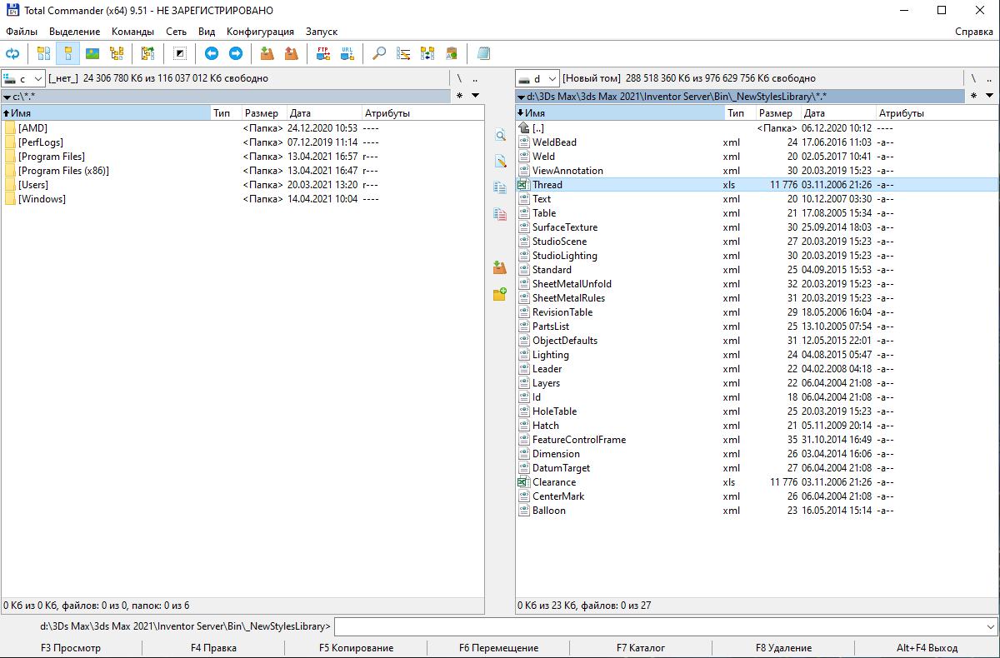 Total Commander (x64) 9.51 - НЕ ЗАРЕГИСТРИРОВАНО
Файлы Выделение Команды Сеть Вид Конфигурация Запуск Справка
FTP URL
c [_нет_] 24 306 780 Кб из 116 037 012 Кб свободно \ ..
c:\*.* * 
Имя Тип Размер Дата Атрибуты
[AMD] <Папка> 24.12.2020 10:53 ----
[PerfLogs] <Папка> 07.12.2019 11:14 ----
[Program Files] <Папка> 13.04.2021 16:57 r---
[Program Files (x86)] <Папка> 13.04.2021 16:47 r---
[Users] <Папка> 20.03.2021 13:20 r---
[Windows] <Папка> 14.04.2021 10:04 ----
0 Кб из 0 Кб, файлов: 0 из 0, папок: 0 из 6
d [Новый том] 288 518 360 Кб из 976 629 756 Кб свободно \ ..
d:\3Ds Max\3ds Max 2021\Inventor Server\Bin\_NewStylesLibrary\*.* *
Имя Тип Размер Дата Атрибуты
[..] <Папка> 06.12.2020 10:12 ----
WeldBead xml 24 17.06.2016 11:03 -a--
Weld xml 20 02.05.2017 10:41 -a--
ViewAnnotation xml 30 20.03.2019 15:23 -a--
Thread xls 11 776 03.11.2006 21:26 -a--
Text xml 20 10.12.2007 03:30 -a--
Table xml 21 17.08.2005 15:34 -a--
SurfaceTexture xml 30 25.09.2014 18:03 -a--
StudioScene xml 27 20.03.2019 15:23 -a--
StudioLighting xml 30 20.03.2019 15:23 -a--
Standard xml 25 04.09.2015 15:53 -a--
SheetMetalUnfold xml 32 20.03.2019 15:23 -a--
SheetMetalRules xml 31 20.03.2019 15:23 -a--
RevisionTable xml 29 18.05.2006 16:04 -a--
PartsList xml 25 13.10.2005 07:54 -a--
ObjectDefaults xml 31 12.05.2015 22:01 -a--
Lighting xml 24 04.08.2015 05:47 -a--
Leader xml 22 04.02.2008 04:18 -a--
Layers xml 22 06.04.2004 21:08 -a--
Id xml 18 06.04.2004 21:08 -a--
HoleTable xml 25 20.03.2019 15:23 -a--
Hatch xml 21 05.11.2009 20:14 -a--
FeatureControlFrame xml 35 31.10.2014 16:49 -a--
Dimension xml 26 03.04.2014 16:06 -a--
DatumTarget xml 27 06.04.2004 21:08 -a--
Clearance xls 11 776 03.11.2006 21:26 -a--
CenterMark xml 26 06.04.2004 21:08 -a--
Balloon xml 23 16.05.2014 15:14 -a--
0 Кб из 23 Кб, файлов: 0 из 27
d:\3Ds Max\3ds Max 2021\Inventor Server\Bin\_NewStylesLibrary>
F3 Просмотр F4 Правка F5 Копирование F6 Перемещение F7 Каталог F8 Удаление Alt+F4 Выход